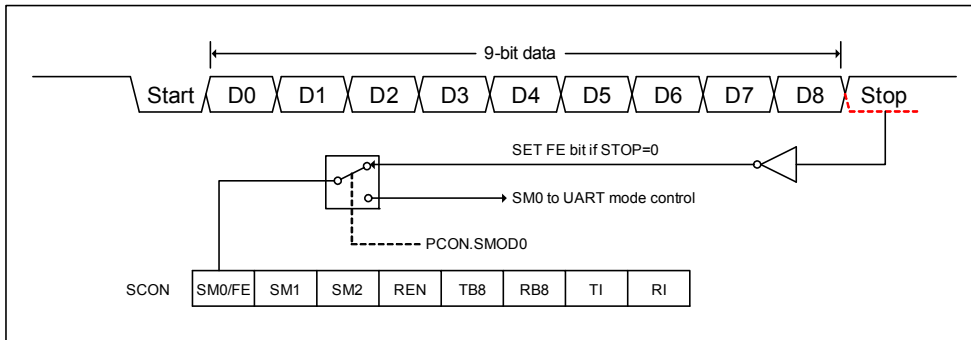 9-bit data
Start D0 D1 D2 D3 D4 D5 D6 D7 D8 Stop
SET FE bit if STOP=0
SM0 to UART mode control
PCON.SMOD0
SCON SM0/FE SM1 SM2 REN TB8 RB8 TI RI